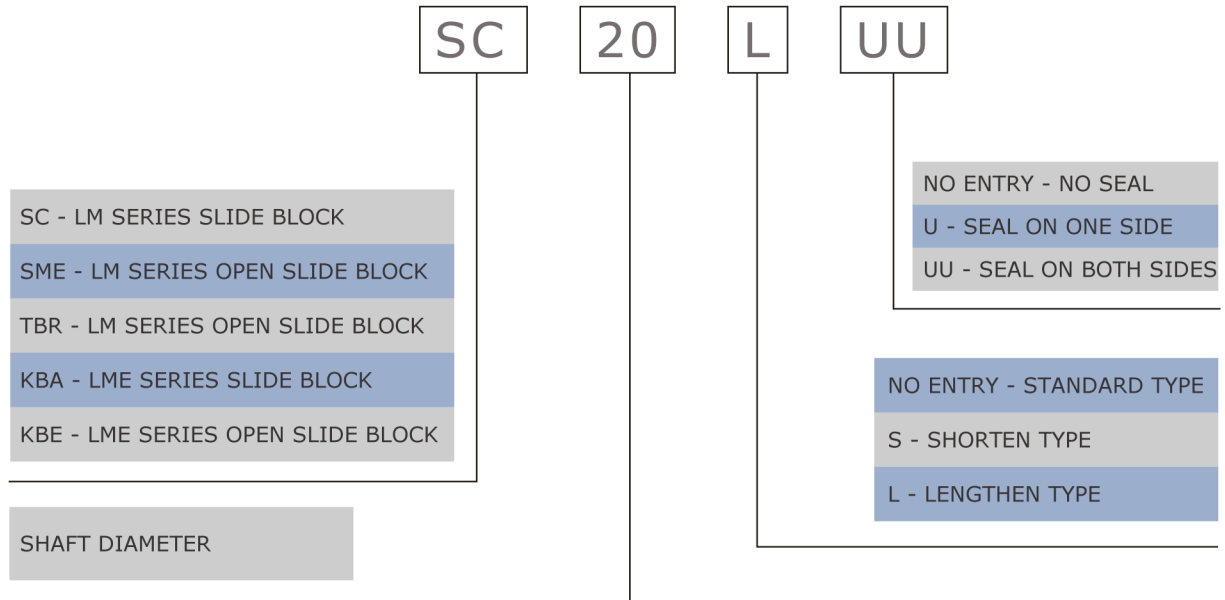 SC 20 L UU
SC - LM SERIES SLIDE BLOCK
SME - LM SERIES OPEN SLIDE BLOCK
TBR - LM SERIES OPEN SLIDE BLOCK
KBA - LME SERIES SLIDE BLOCK
KBE - LME SERIES OPEN SLIDE BLOCK
SHAFT DIAMETER
NO ENTRY - NO SEAL
U - SEAL ON ONE SIDE
UU - SEAL ON BOTH SIDES
NO ENTRY - STANDARD TYPE
S - SHORTEN TYPE
L - LENGTHEN TYPE